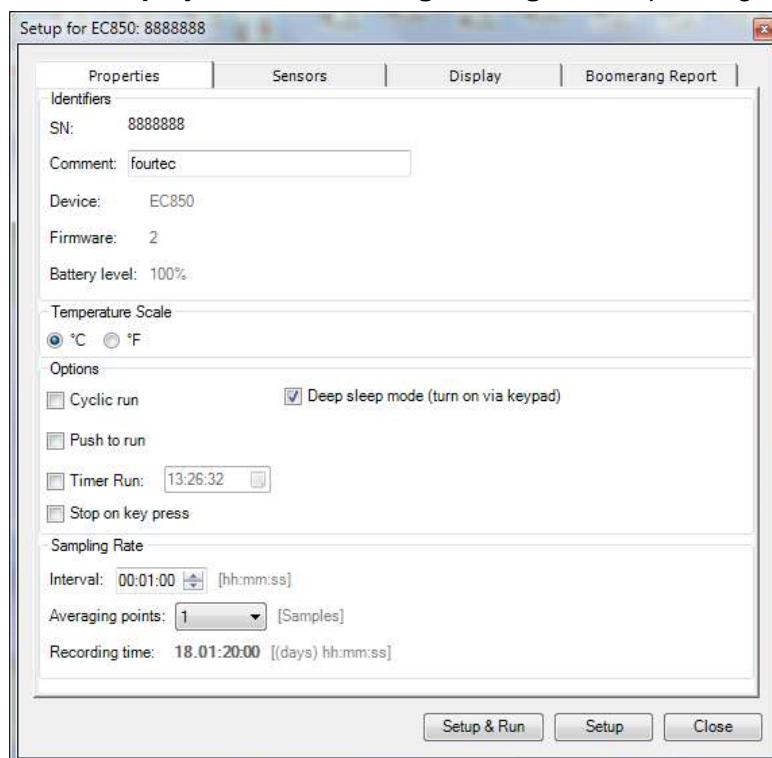 Setup for EC850: 8888888
Properties Sensors Display Boomerang Report
Identifiers
SN: 8888888
Comment: fourtec
Device: EC850
Firmware: 2
Battery level: 100%
Temperature Scale
°C °F
Options
Cyclic run Deep sleep mode (turn on via keypad)
Push to run
Timer Run: 13:26:32
Stop on key press
Sampling Rate
Interval: 00:01:00 [hh:mm:ss]
Averaging points: 1 [Samples]
Recording time: 18.01:20:00 [(days) hh:mm:ss]
Setup & Run Setup Close